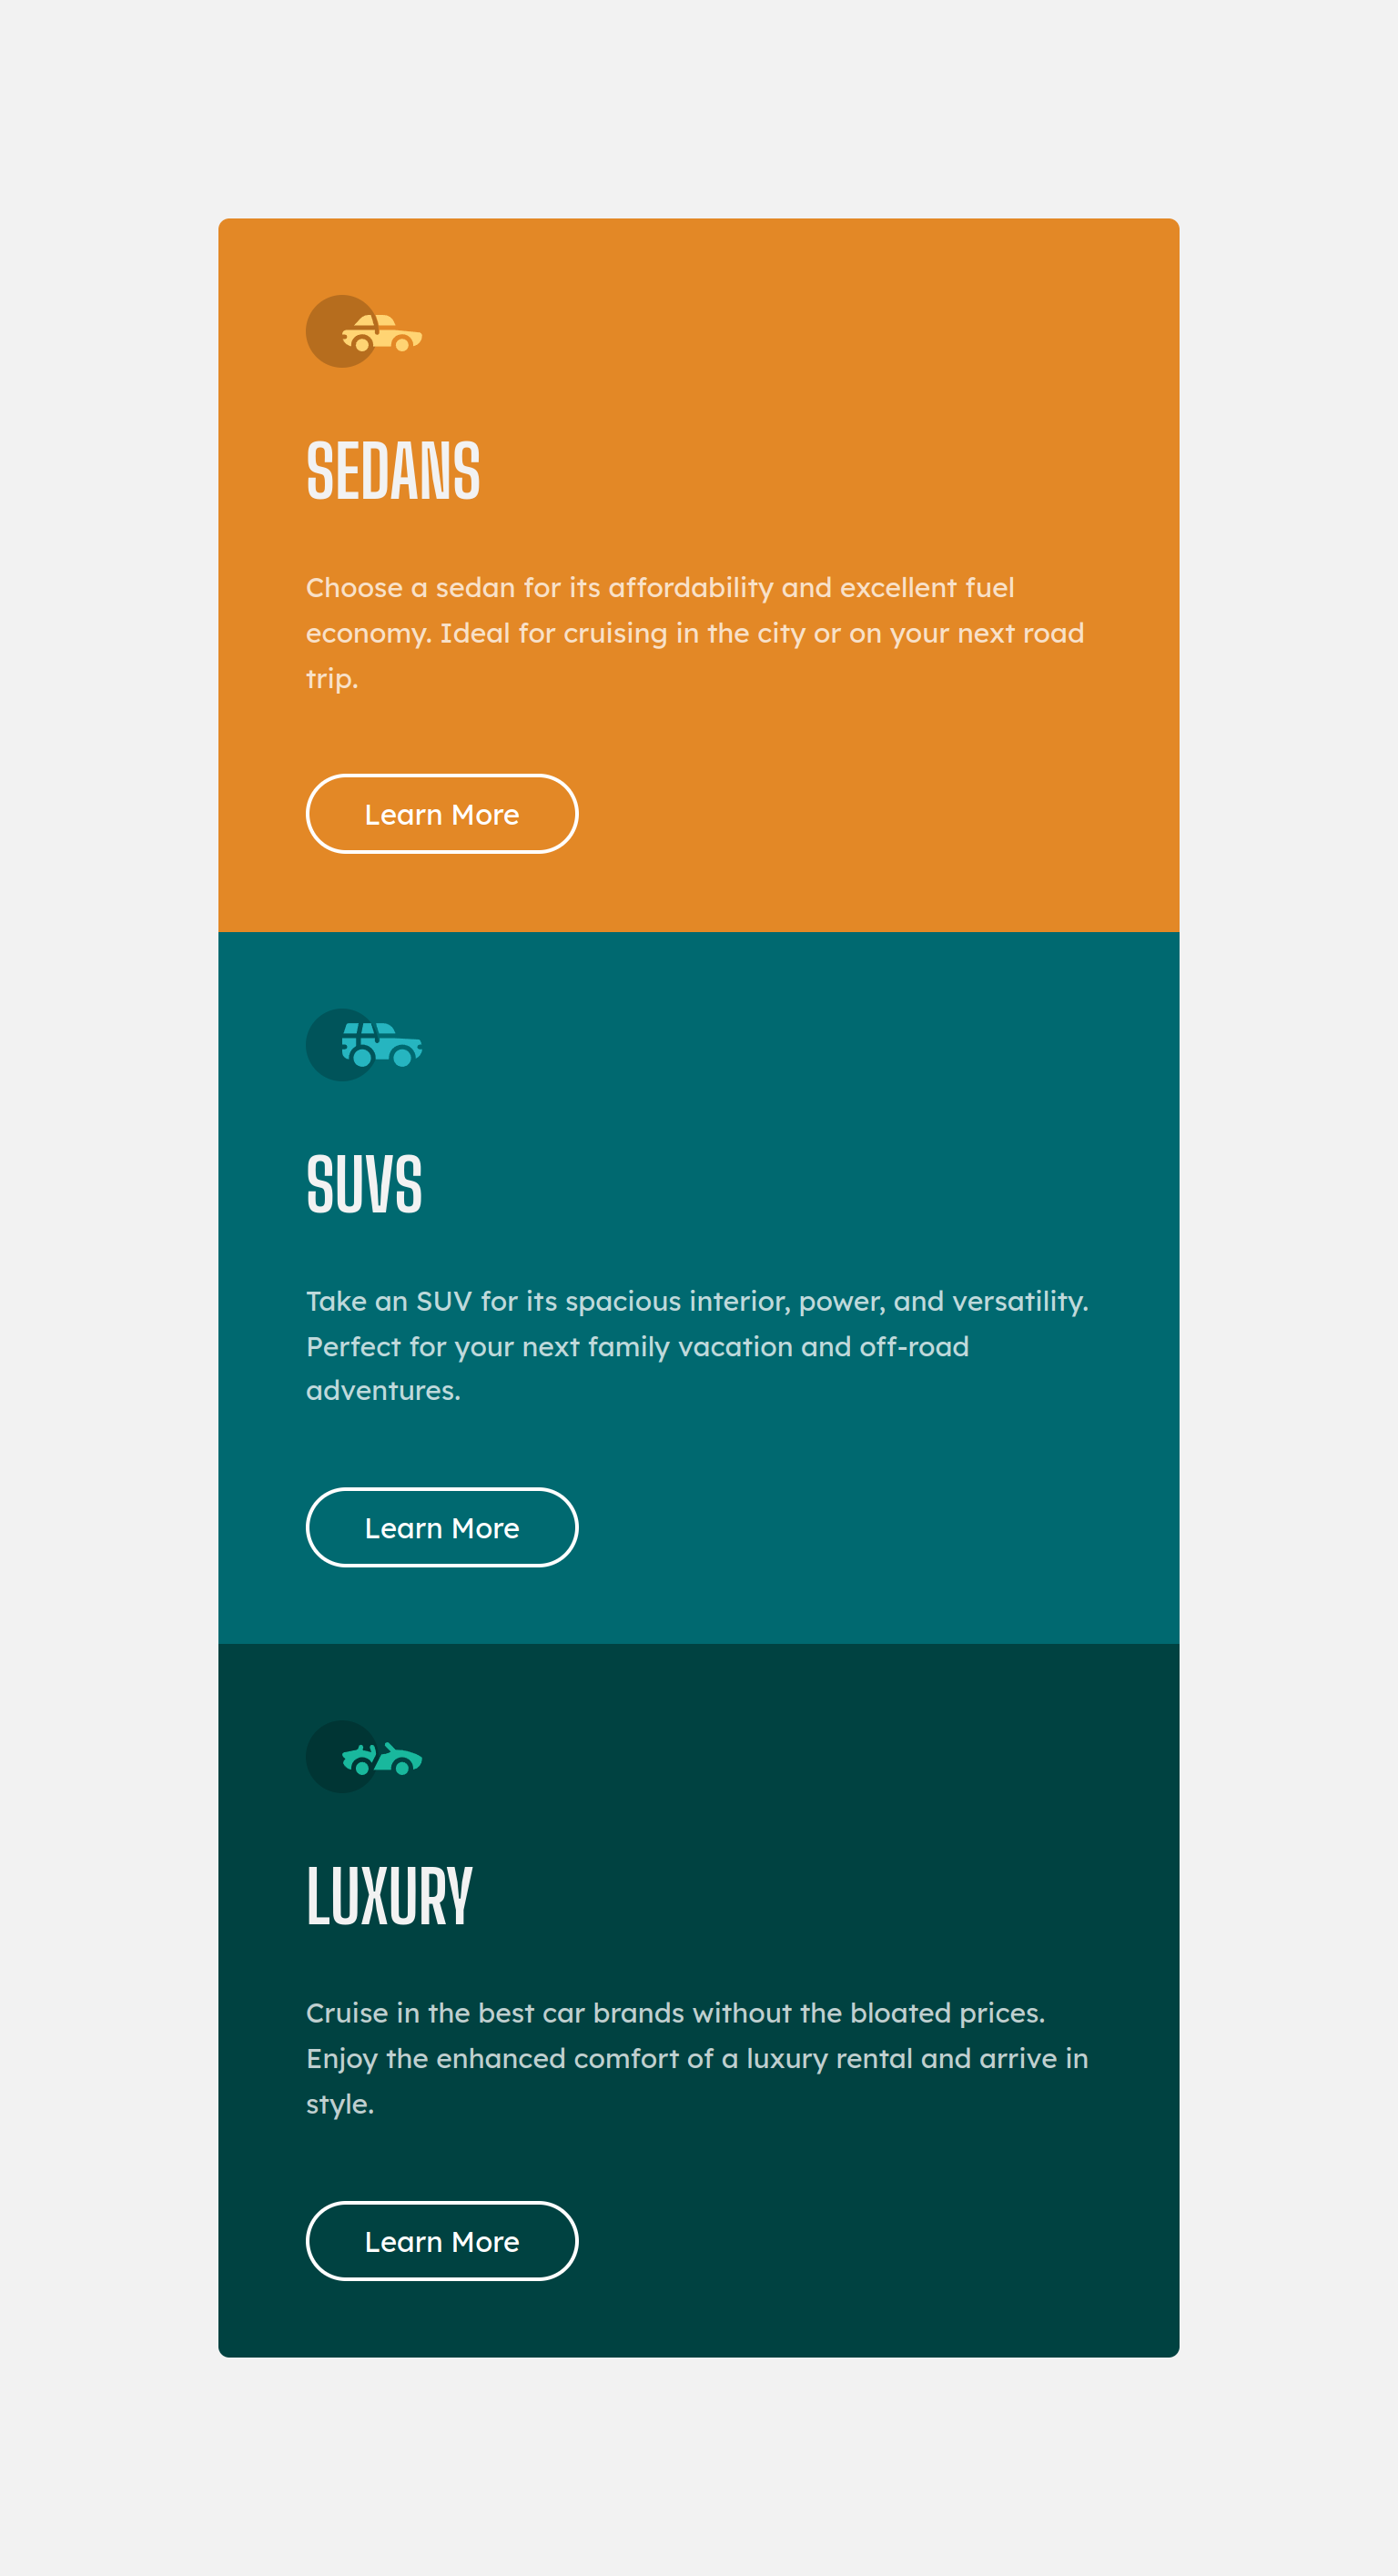 SEDANS
Choose a sedan for its affordability and excellent fuel
economy. Ideal for cruising in the city or on your next road
trip.
Learn More
SUVS
Take an SUV for its spacious interior, power, and versatility.
Perfect for your next family vacation and off-road
adventures.
Learn More
LUXURY
Cruise in the best car brands without the bloated prices.
Enjoy the enhanced comfort of a luxury rental and arrive in
style.
Learn More